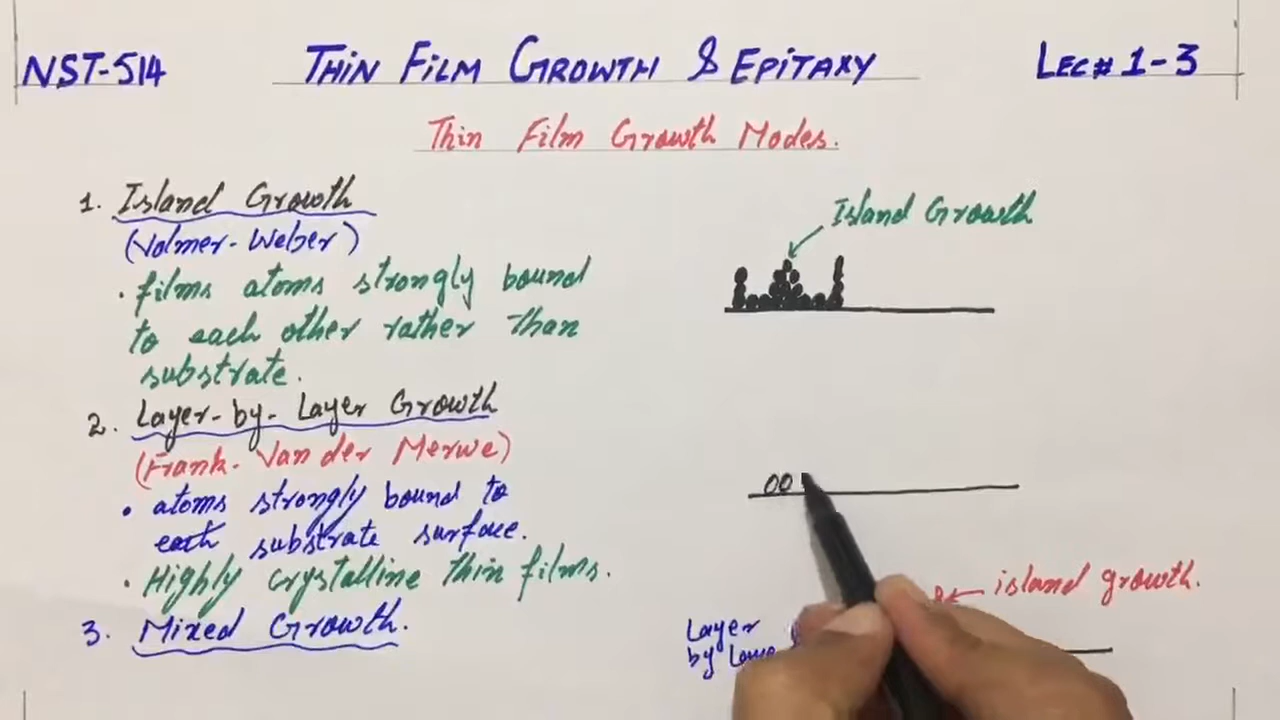 NST-514
THIN FILM GROWTH & EPITAXY
LEC# 1-3
Thin Film Growth Modes.
1. Island Growth
(Volmer-Weber)
• films atoms strongly bound
to each other rather than
substrate.
2. Layer-by-Layer Growth
(Frank-Van der Merwe)
• atoms strongly bound to
each substrate surface.
• Highly crystalline thin films.
3. Mixed Growth.
Island Growth
island growth.
Layer
by